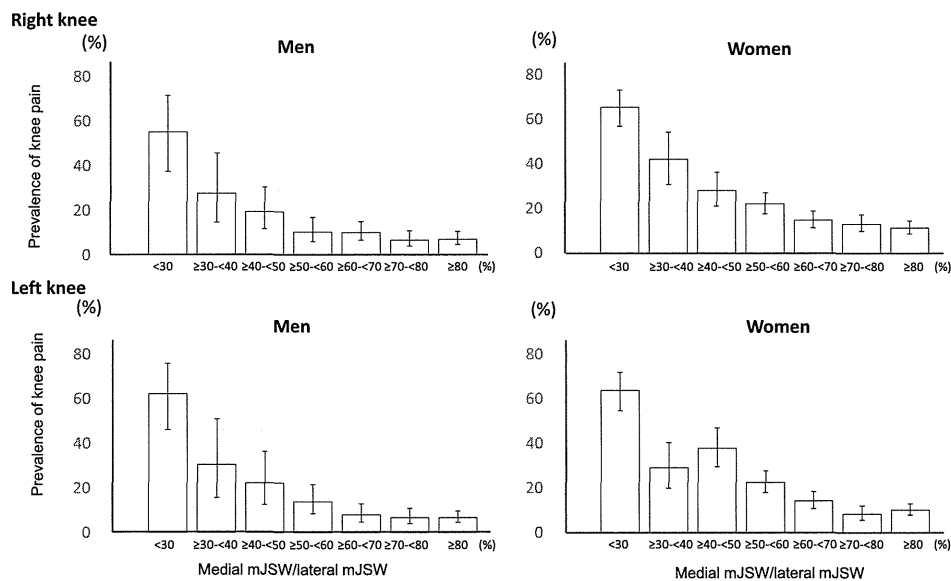 Right knee
(%)
Men
80
60
40
20
0
Prevalence of knee pain
<30 ≥30-<40 ≥40-<50 ≥50-<60 ≥60-<70 ≥70-<80 ≥80 (%)
(%)
Women
80
60
40
20
0
<30 ≥30-<40 ≥40-<50 ≥50-<60 ≥60-<70 ≥70-<80 ≥80 (%)
Left knee
(%)
Men
80
60
40
20
0
Prevalence of knee pain
<30 ≥30-<40 ≥40-<50 ≥50-<60 ≥60-<70 ≥70-<80 ≥80 (%)
Medial mJSW/lateral mJSW
(%)
Women
80
60
40
20
0
<30 ≥30-<40 ≥40-<50 ≥50-<60 ≥60-<70 ≥70-<80 ≥80 (%)
Medial mJSW/lateral mJSW